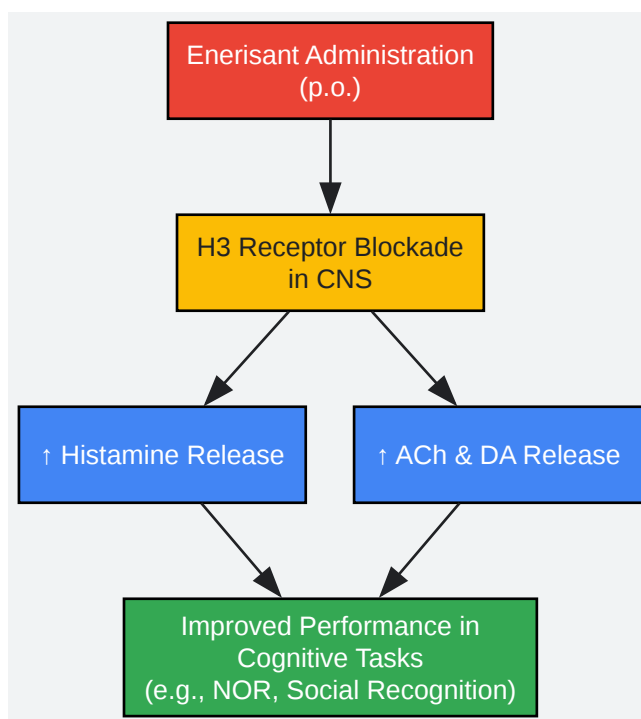 Enerisant Administration
(p.o.)
H3 Receptor Blockade
in CNS
↑ Histamine Release
↑ ACh & DA Release
Improved Performance in
Cognitive Tasks
(e.g., NOR, Social Recognition)